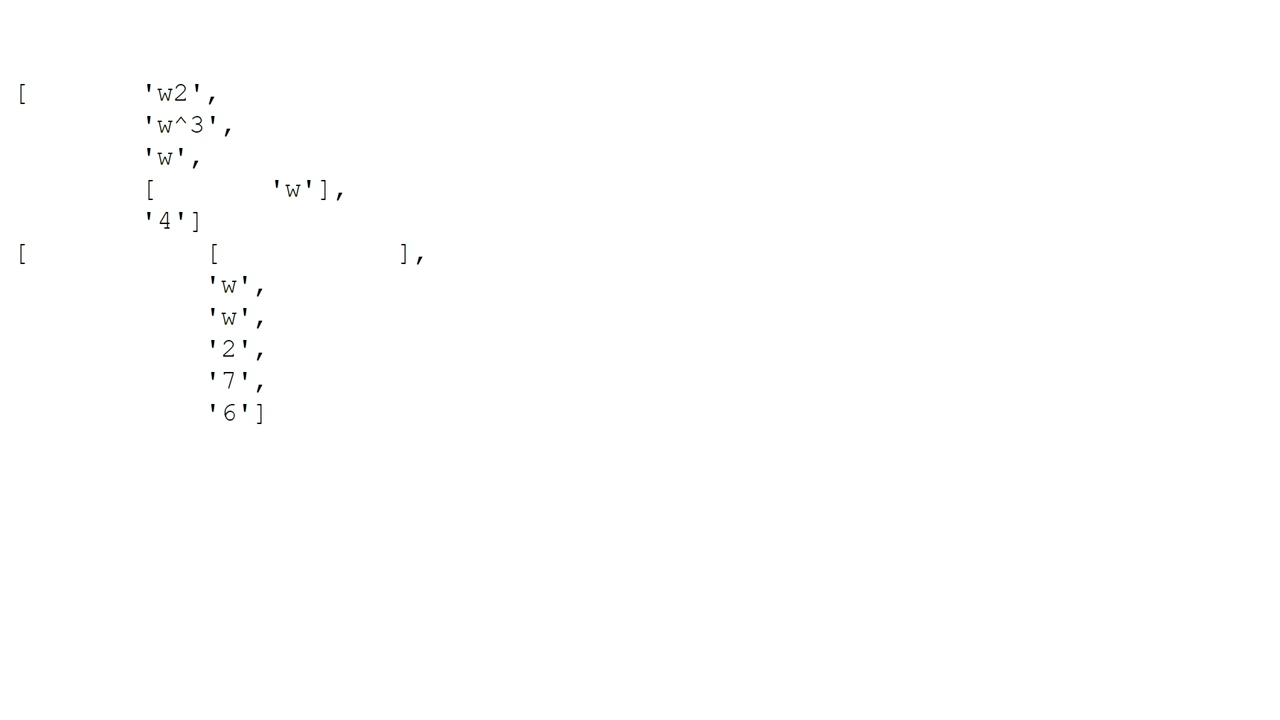 [       'w2',
        'w^3',
        'w',
        [       'w'],
        '4']
[           [           ],
            'w',
            'w',
            '2',
            '7',
            '6']